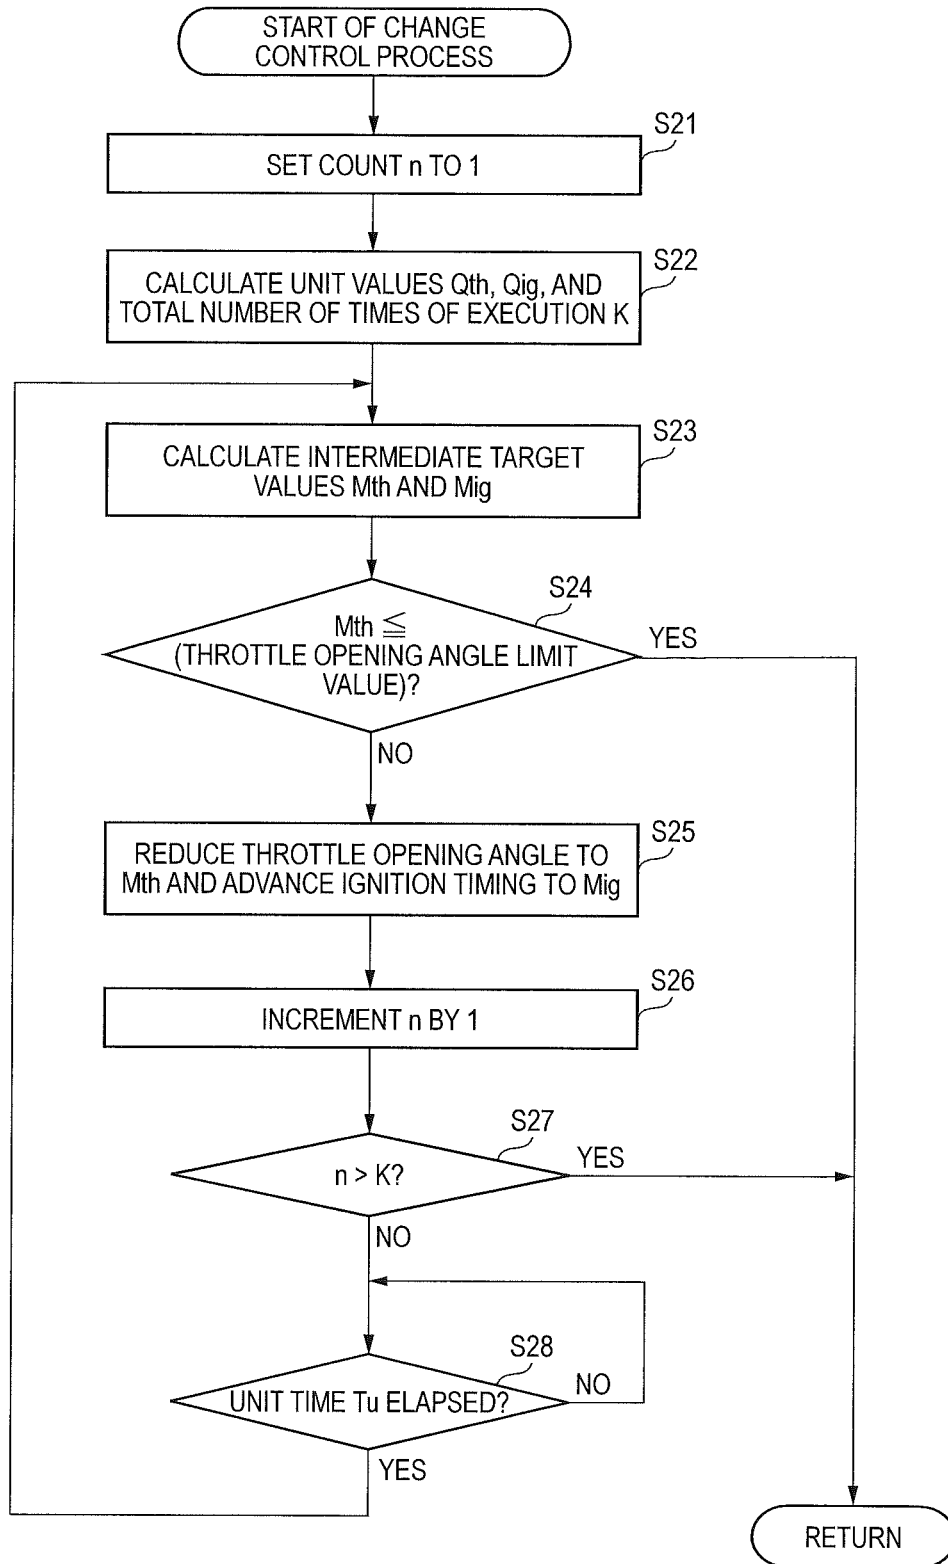 START OF CHANGE
CONTROL PROCESS
S21
SET COUNT n TO 1
S22
CALCULATE UNIT VALUES Qth, Qig, AND
TOTAL NUMBER OF TIMES OF EXECUTION K
S23
CALCULATE INTERMEDIATE TARGET
VALUES Mth AND Mig
S24
Mth ≦
(THROTTLE OPENING ANGLE LIMIT
VALUE)?
YES
NO
S25
REDUCE THROTTLE OPENING ANGLE TO
Mth AND ADVANCE IGNITION TIMING TO Mig
S26
INCREMENT n BY 1
S27
n > K?
YES
NO
S28
UNIT TIME Tu ELAPSED?
NO
YES
RETURN